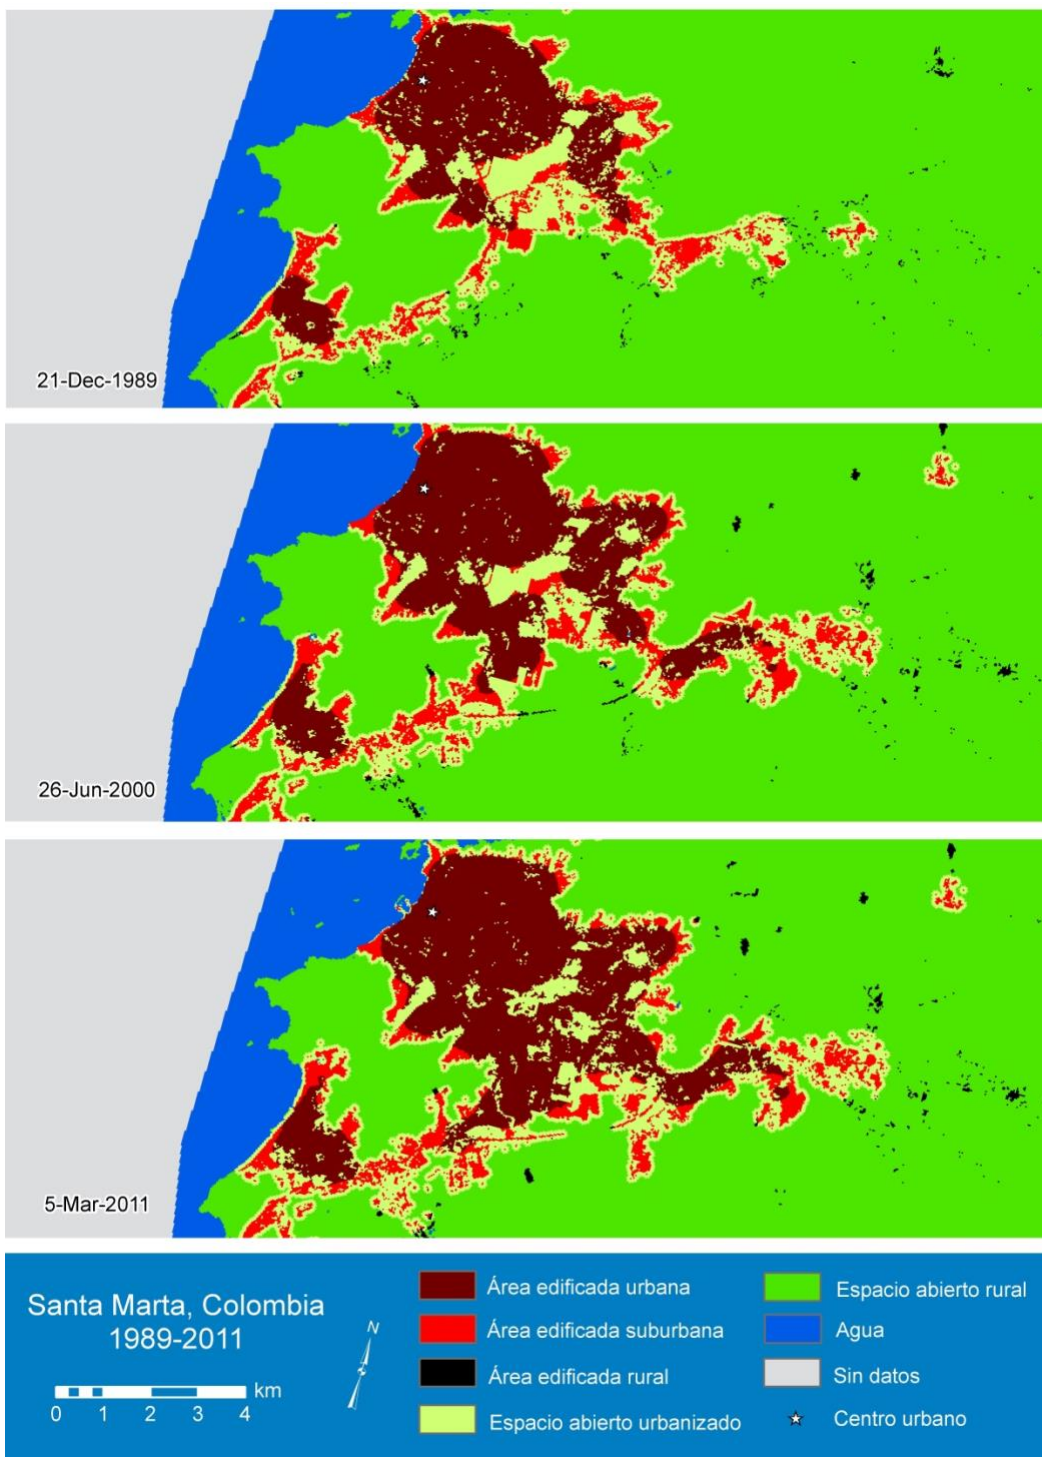 21-Dec-1989
26-Jun-2000
5-Mar-2011
Santa Marta, Colombia
1989-2011
N
km
0 1 2 3 4
Área edificada urbana
Área edificada suburbana
Área edificada rural
Espacio abierto urbanizado
Espacio abierto rural
Agua
Sin datos
Centro urbano